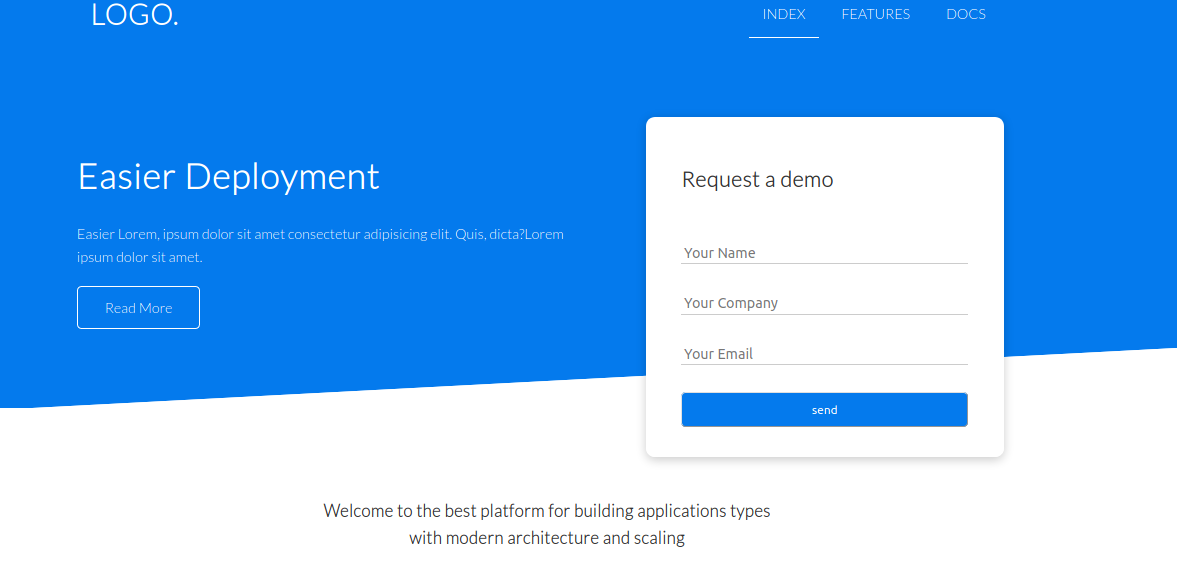 LOGO.
INDEX
FEATURES
DOCS
Easier Deployment
Easier Lorem, ipsum dolor sit amet consectetur adipisicing elit. Quis, dicta?Lorem
ipsum dolor sit amet.
Read More
Request a demo
Your Name
Your Company
Your Email
send
Welcome to the best platform for building applications types
with modern architecture and scaling